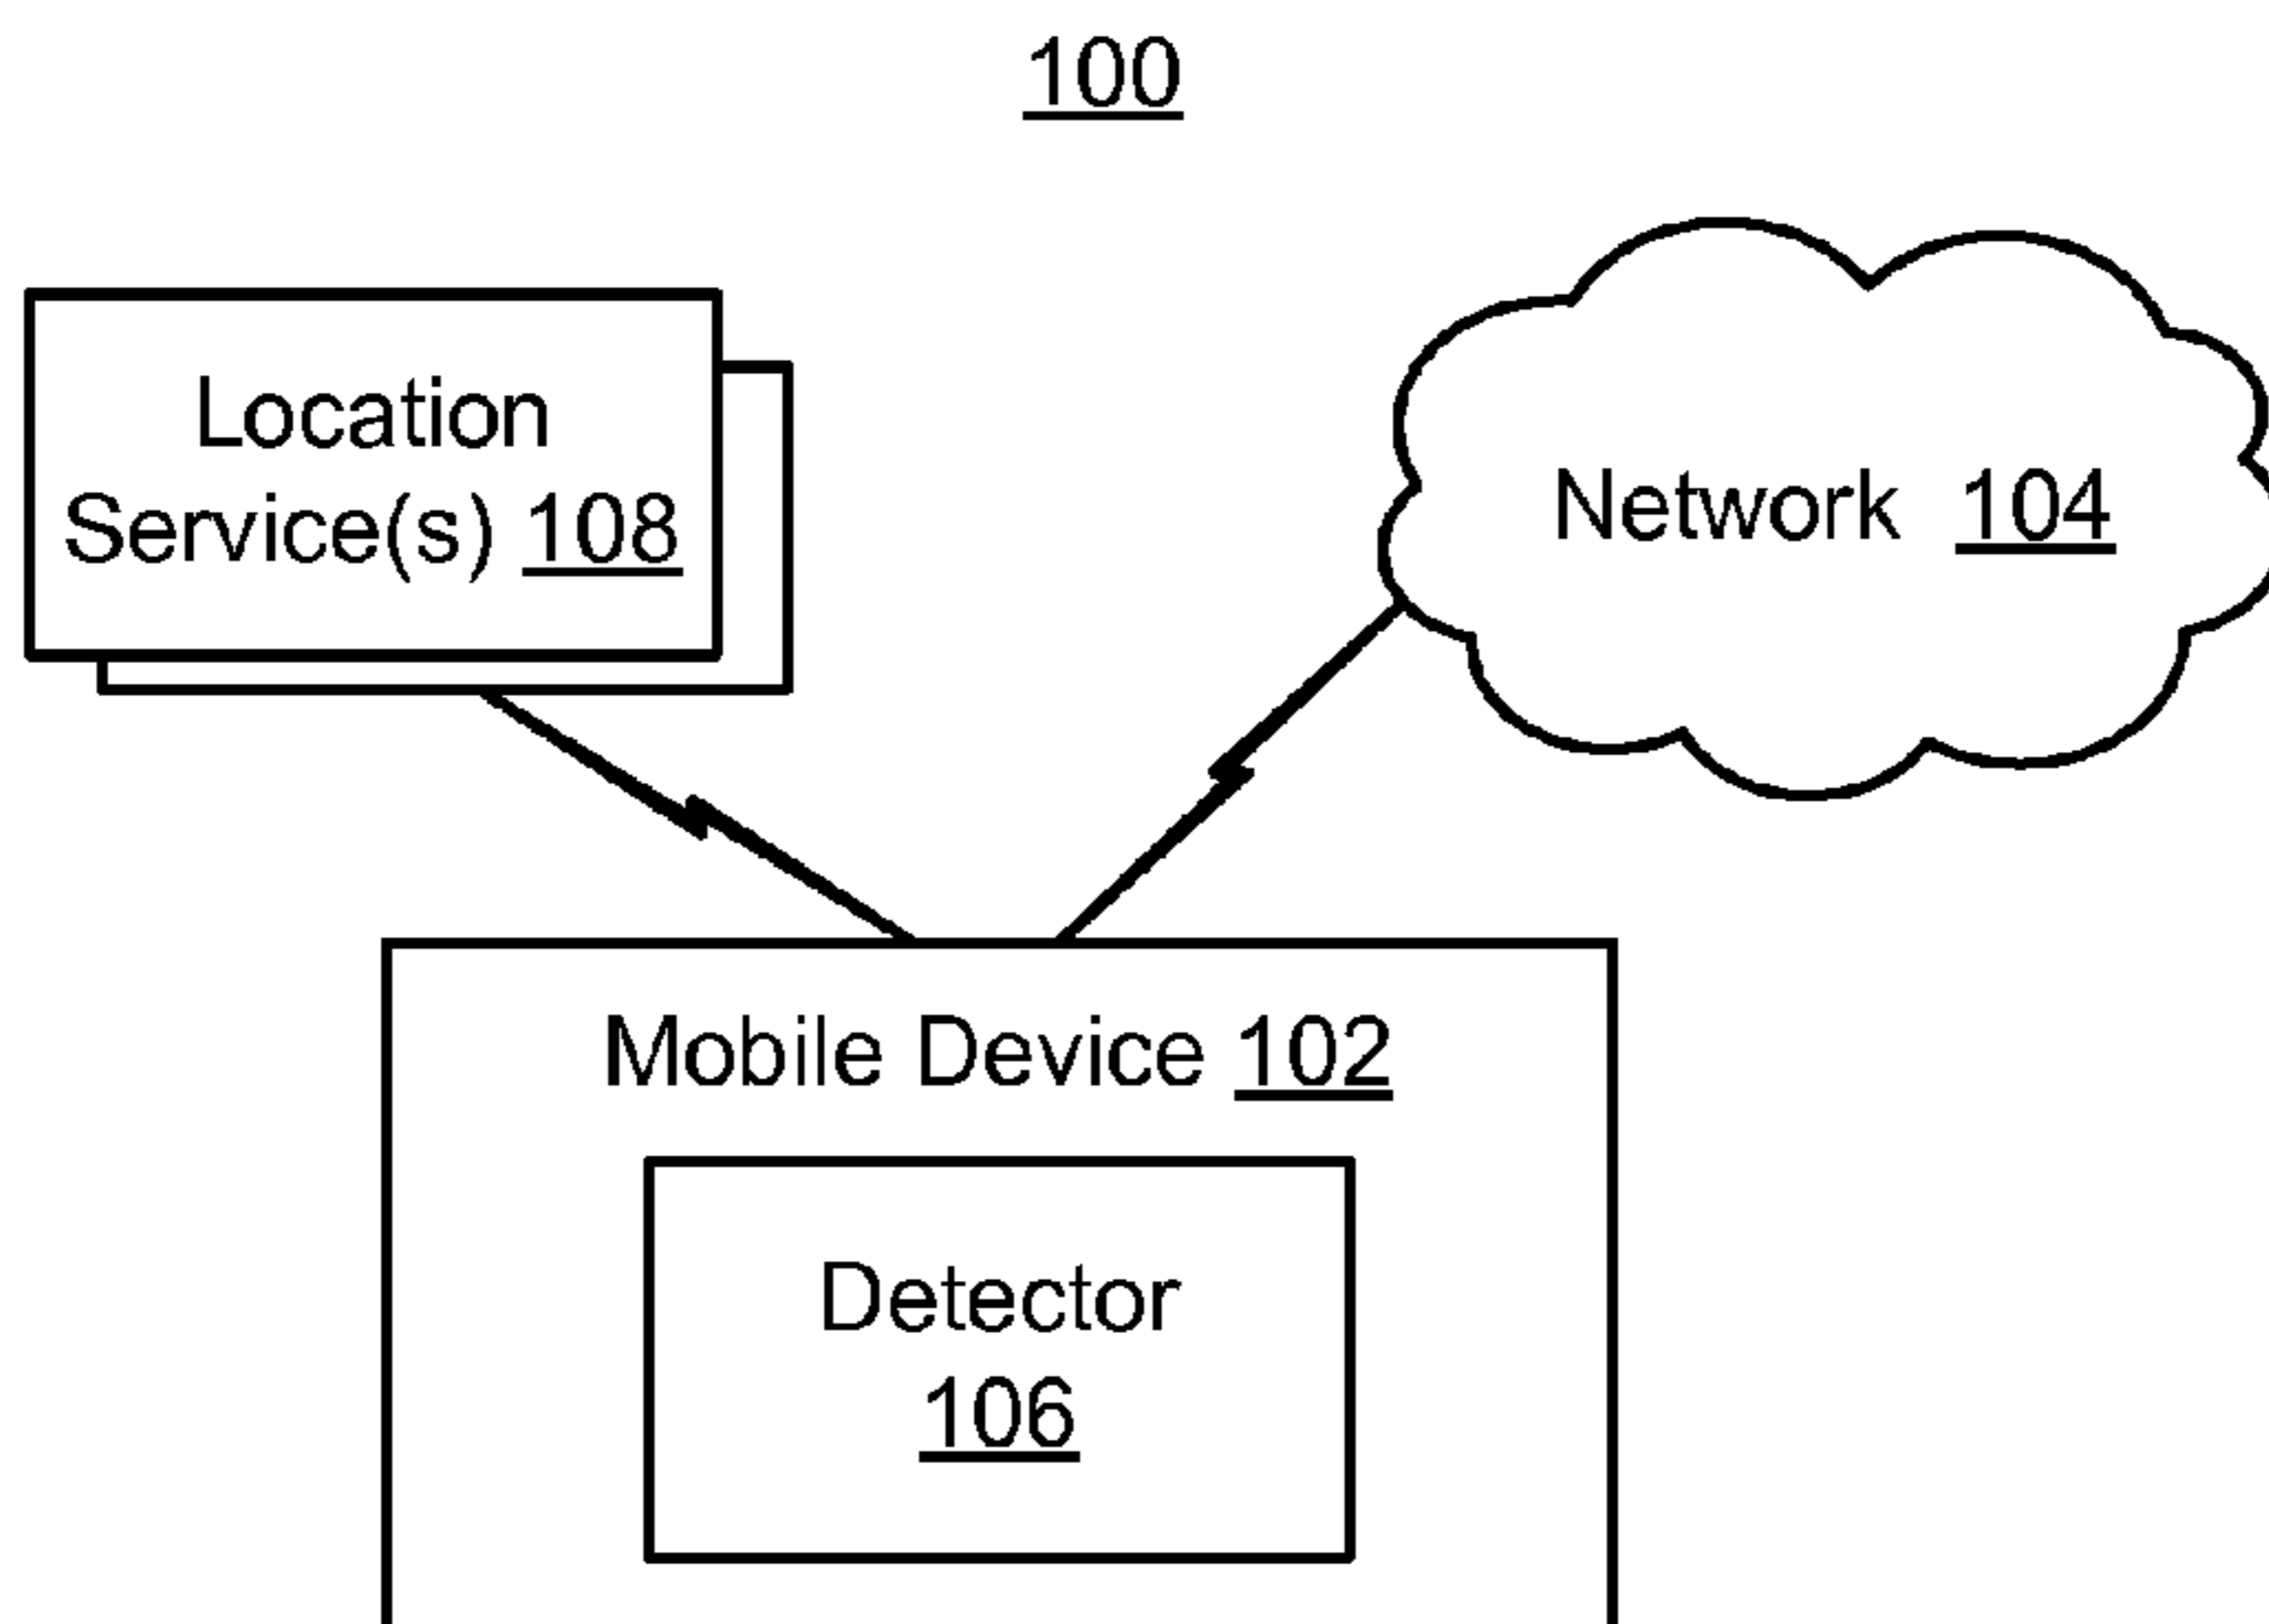 100
Location
Service(s) 108
Network 104
Mobile Device 102
Detector
106